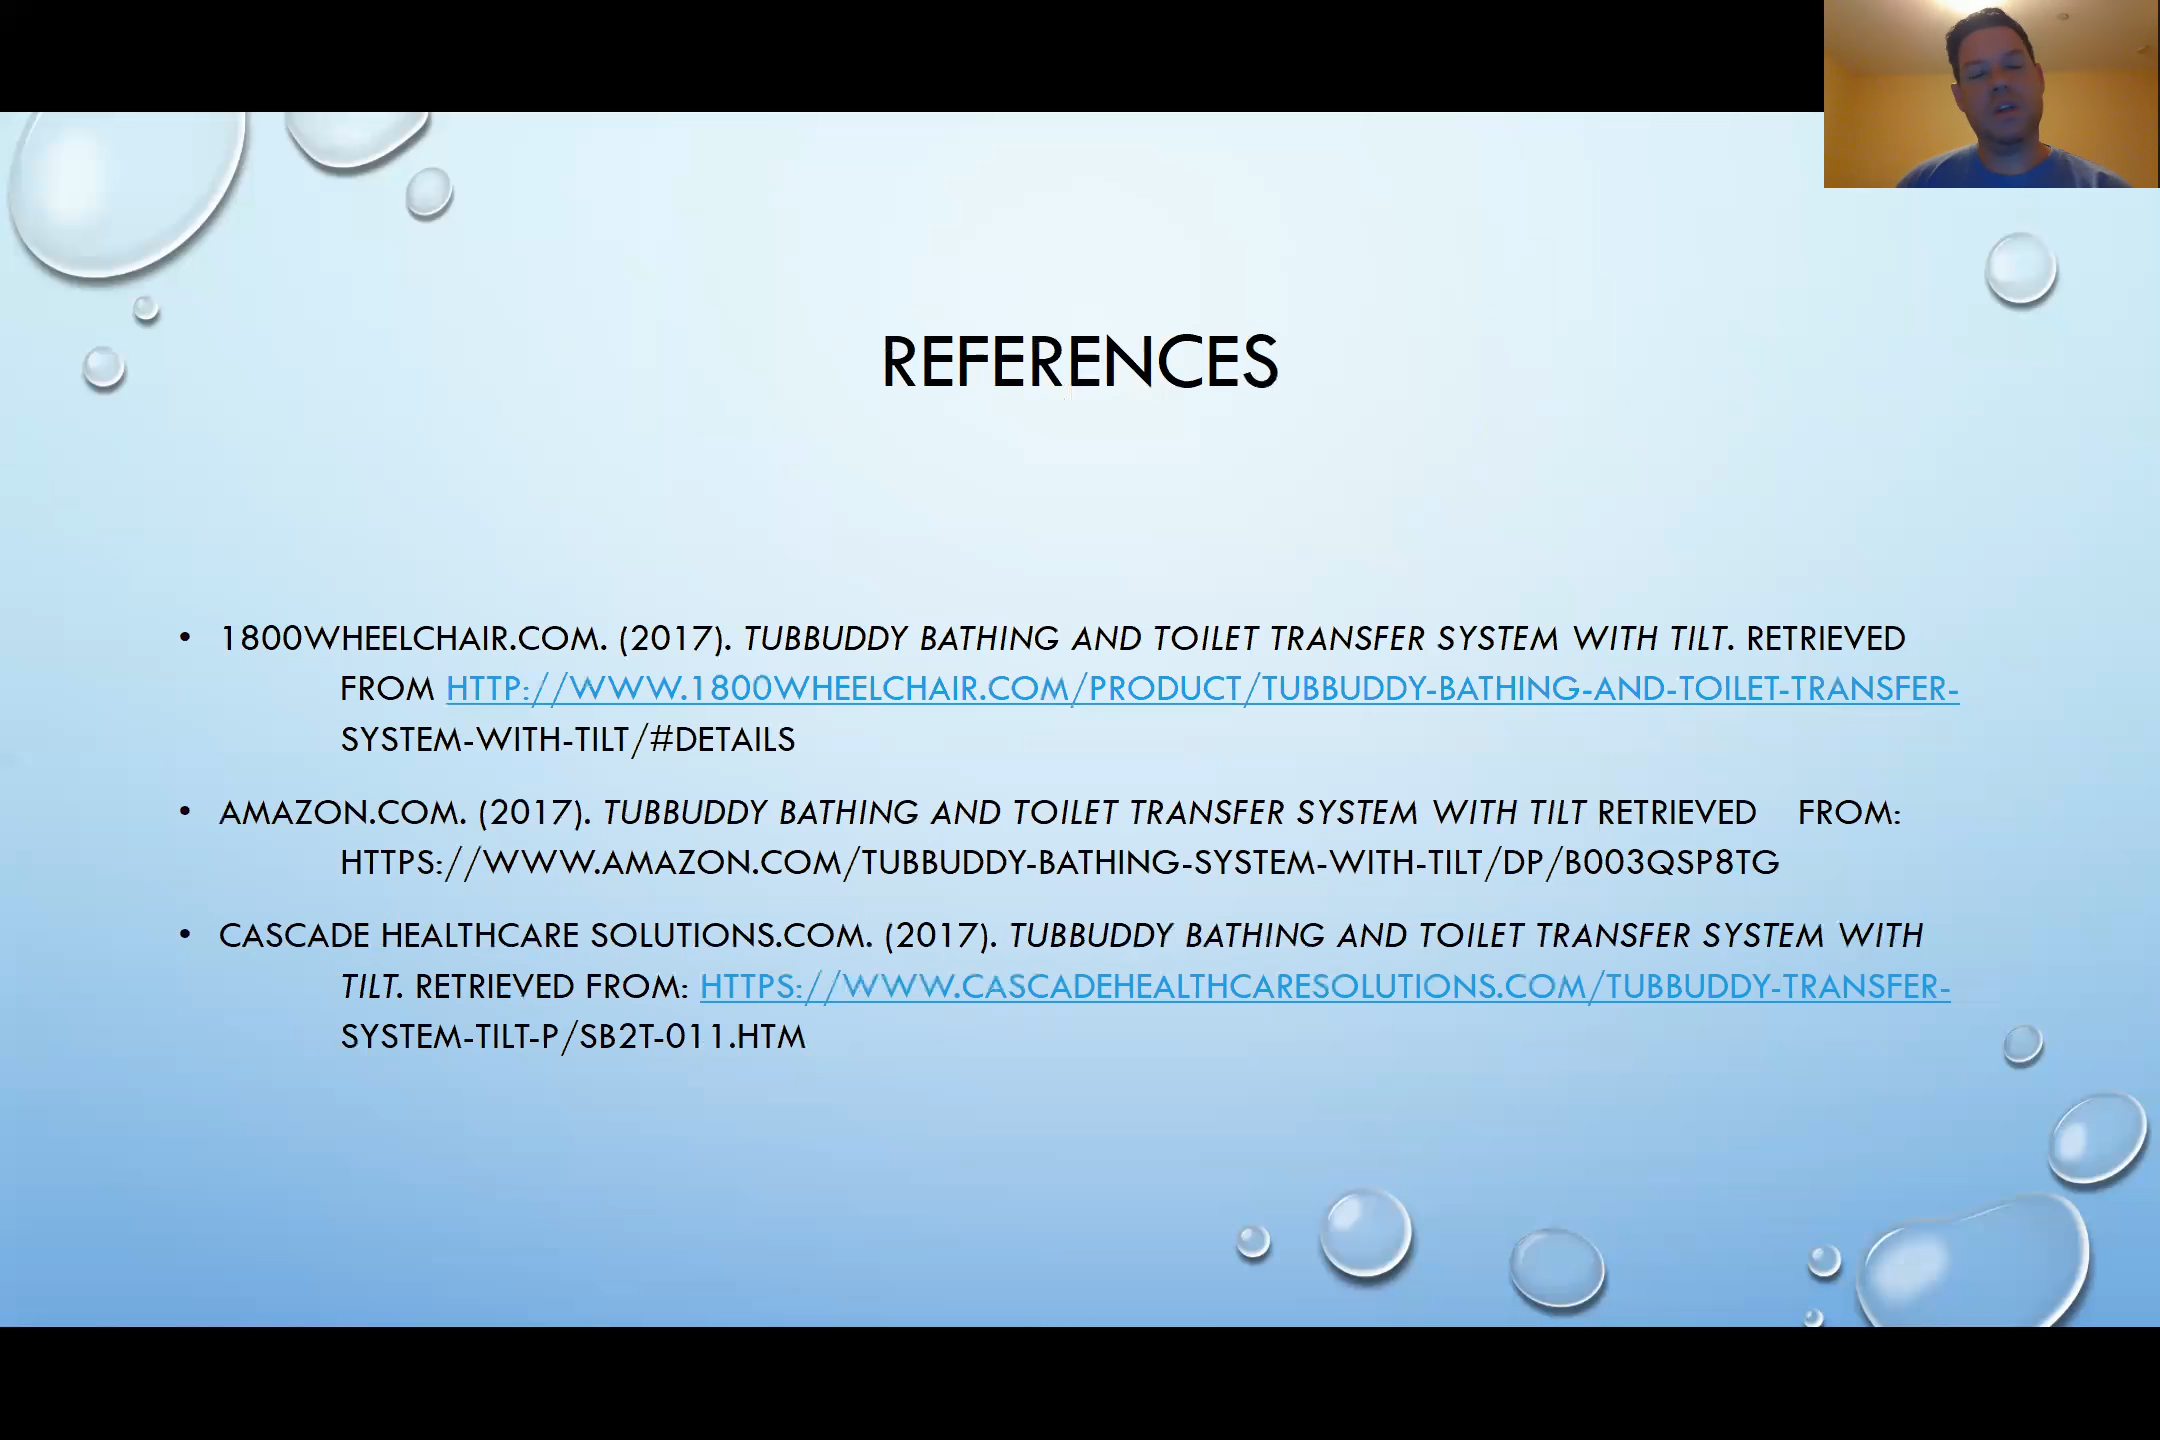 REFERENCES
• 1800WHEELCHAIR.COM. (2017). TUBBUDDY BATHING AND TOILET TRANSFER SYSTEM WITH TILT. RETRIEVED
FROM HTTP://WWW.1800WHEELCHAIR.COM/PRODUCT/TUBBUDDY-BATHING-AND-TOILET-TRANSFER-
SYSTEM-WITH-TILT/#DETAILS
• AMAZON.COM. (2017). TUBBUDDY BATHING AND TOILET TRANSFER SYSTEM WITH TILT RETRIEVED FROM:
HTTPS://WWW.AMAZON.COM/TUBBUDDY-BATHING-SYSTEM-WITH-TILT/DP/B003QSP8TG
• CASCADE HEALTHCARE SOLUTIONS.COM. (2017). TUBBUDDY BATHING AND TOILET TRANSFER SYSTEM WITH
TILT. RETRIEVED FROM: HTTPS://WWW.CASCADEHEALTHCARESOLUTIONS.COM/TUBBUDDY-TRANSFER-
SYSTEM-TILT-P/SB2T-011.HTM